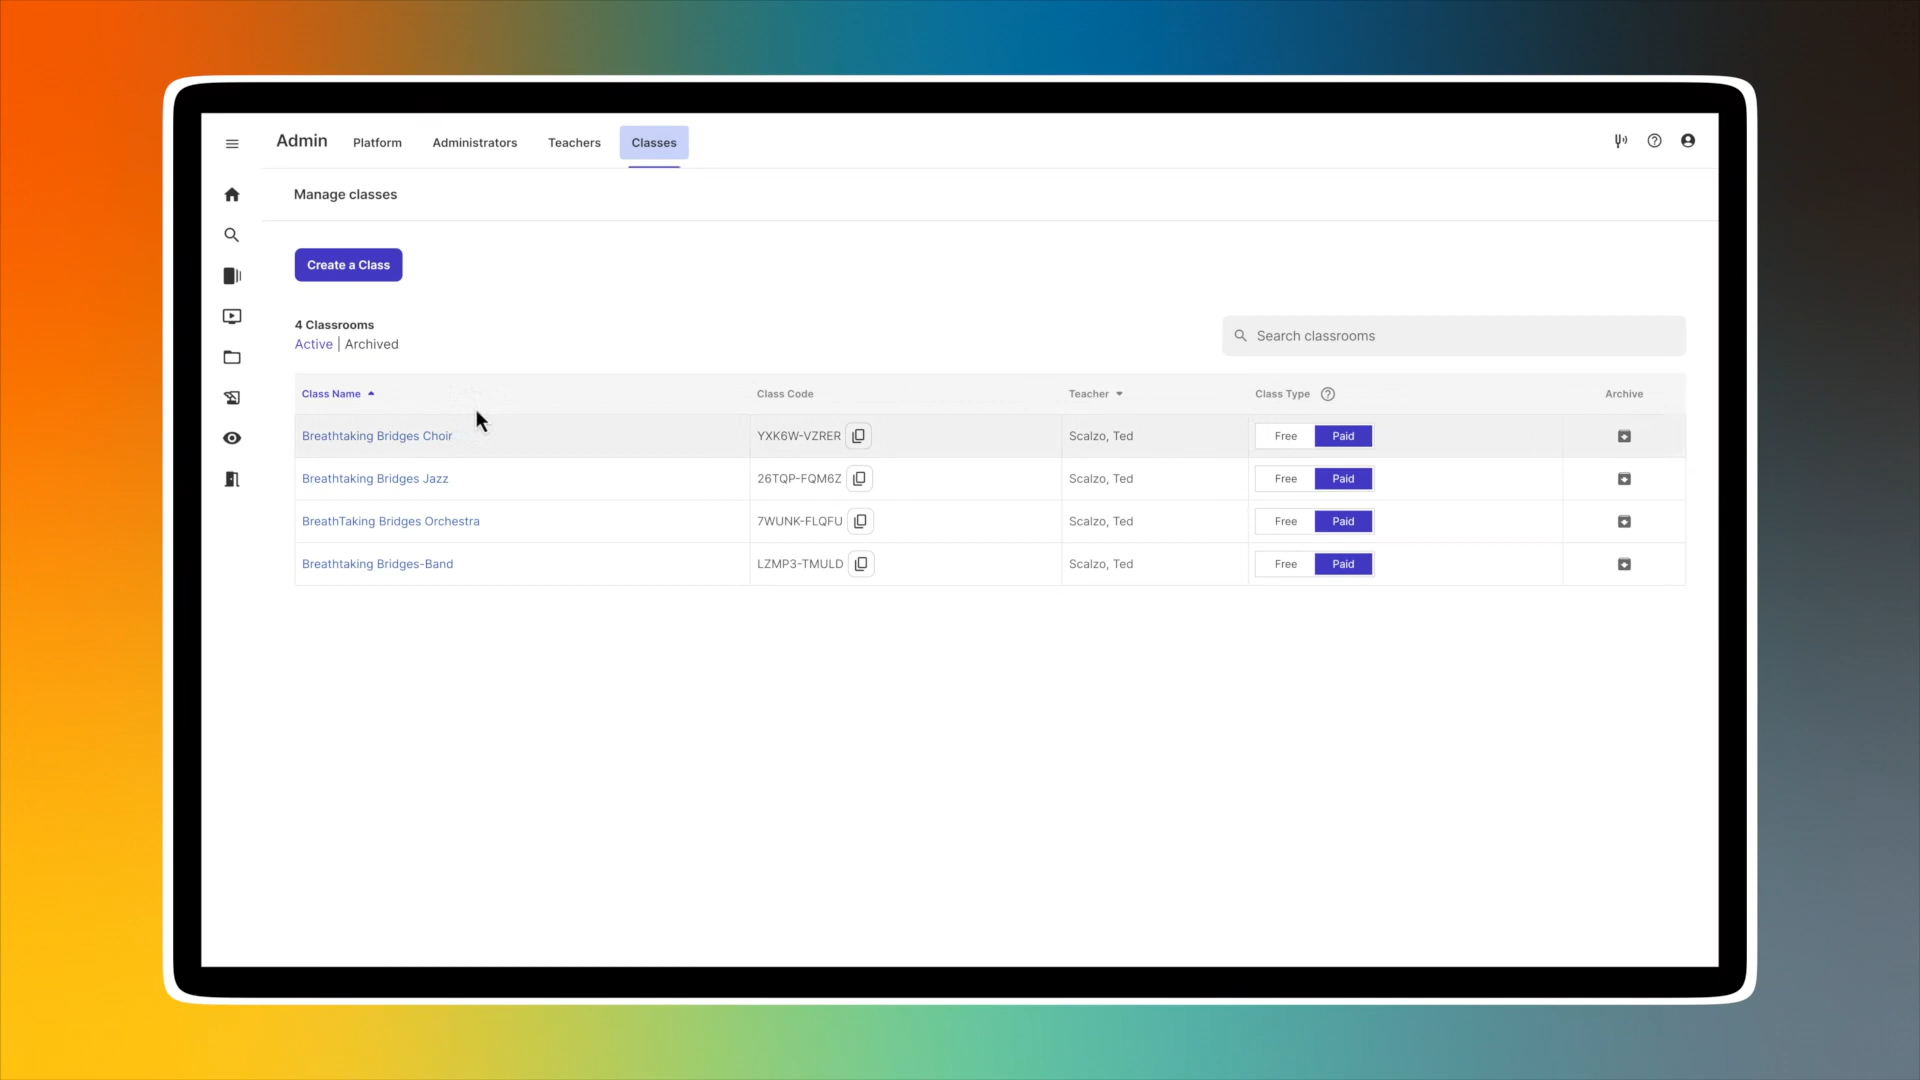 Admin Platform Administrators Teachers Classes
Manage classes
Create a Class
4 Classrooms
Active | Archived
Search classrooms
Class Name Class Code Teacher Class Type Archive
Breathtaking Bridges Choir YXK6W-VZRER Scalzo, Ted Free Paid
Breathtaking Bridges Jazz 26TQP-FQM6Z Scalzo, Ted Free Paid
BreathTaking Bridges Orchestra 7WUNK-FLQFU Scalzo, Ted Free Paid
Breathtaking Bridges-Band LZMP3-TMULD Scalzo, Ted Free Paid